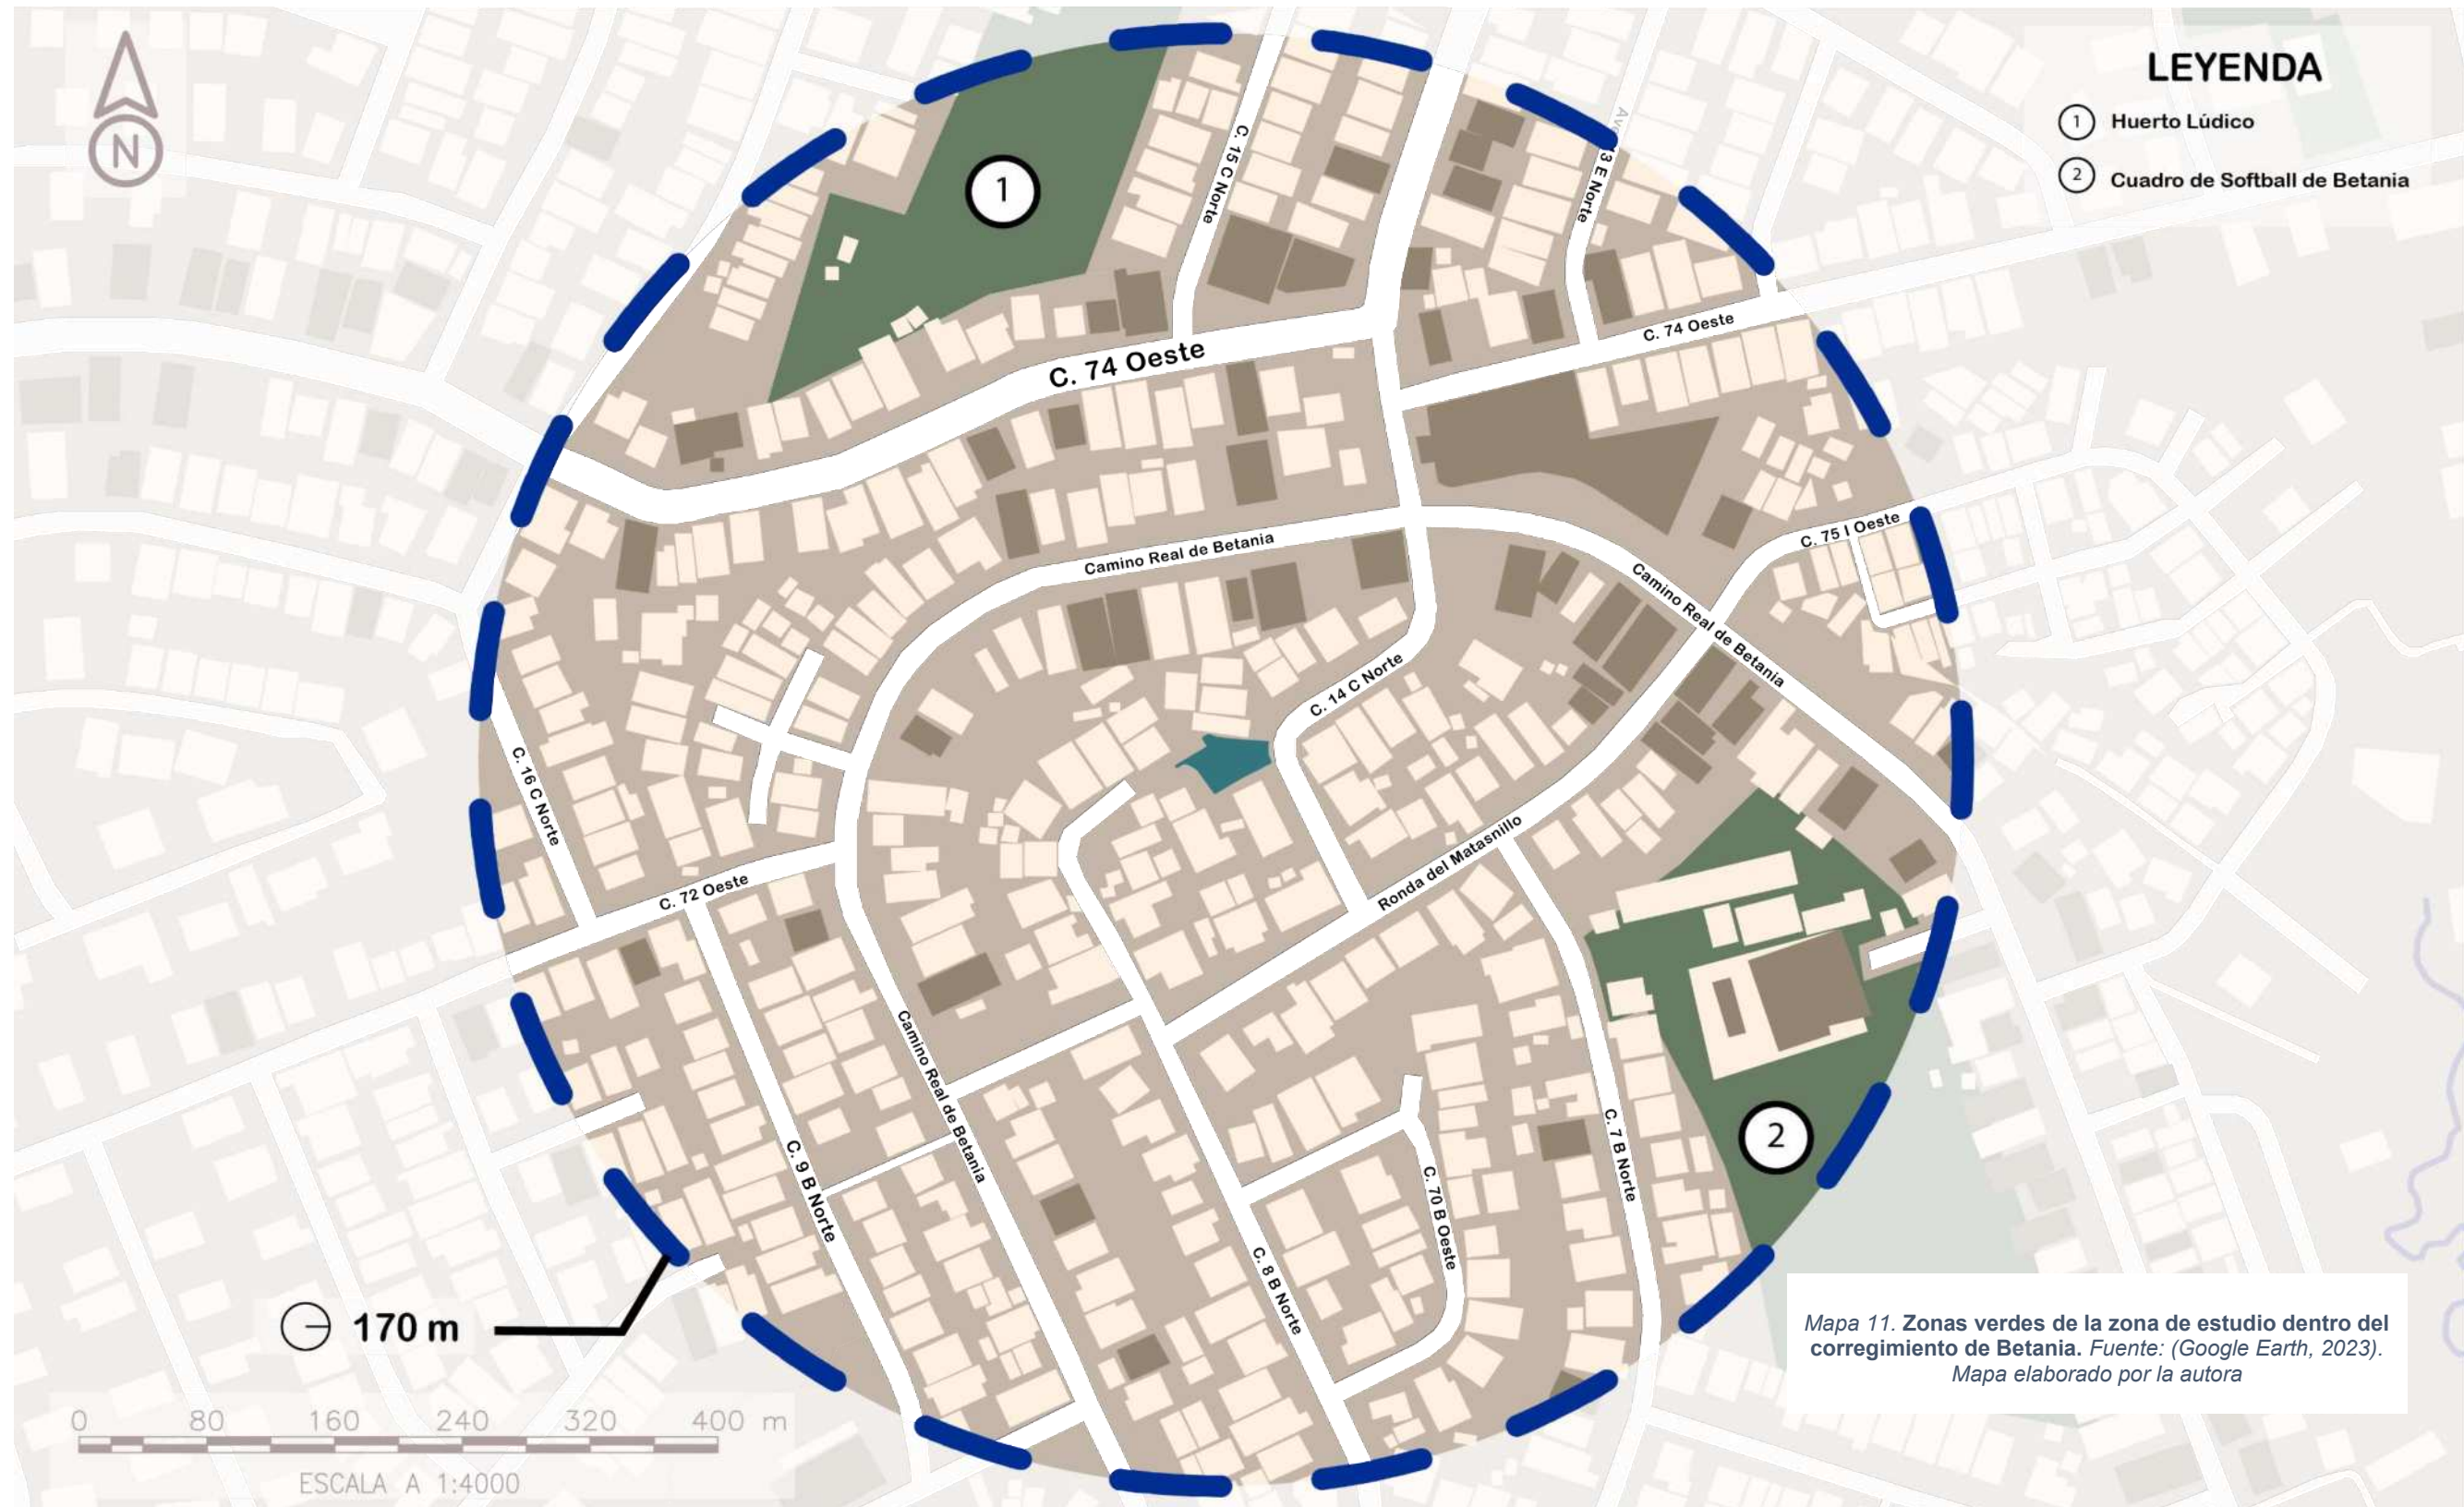 LEYENDA
1 Huerto Lúdico
2 Cuadro de Softball de Betania
N
1
C. 15 C Norte
13 E Norte
C. 74 Oeste
C. 74 Oeste
C. 75 I Oeste
Camino Real de Betania
Camino Real de Betania
C. 14 C Norte
C. 16 C Norte
C. 72 Oeste
Ronda del Matasnillo
Camino Real de Betania
C. 9 B Norte
C. 7 B Norte
2
C. 70 B Oeste
C. 8 B Norte
170 m
0 80 160 240 320 400 m
ESCALA A 1:4000
Mapa 11. Zonas verdes de la zona de estudio dentro del
corregimiento de Betania. Fuente: (Google Earth, 2023).
Mapa elaborado por la autora